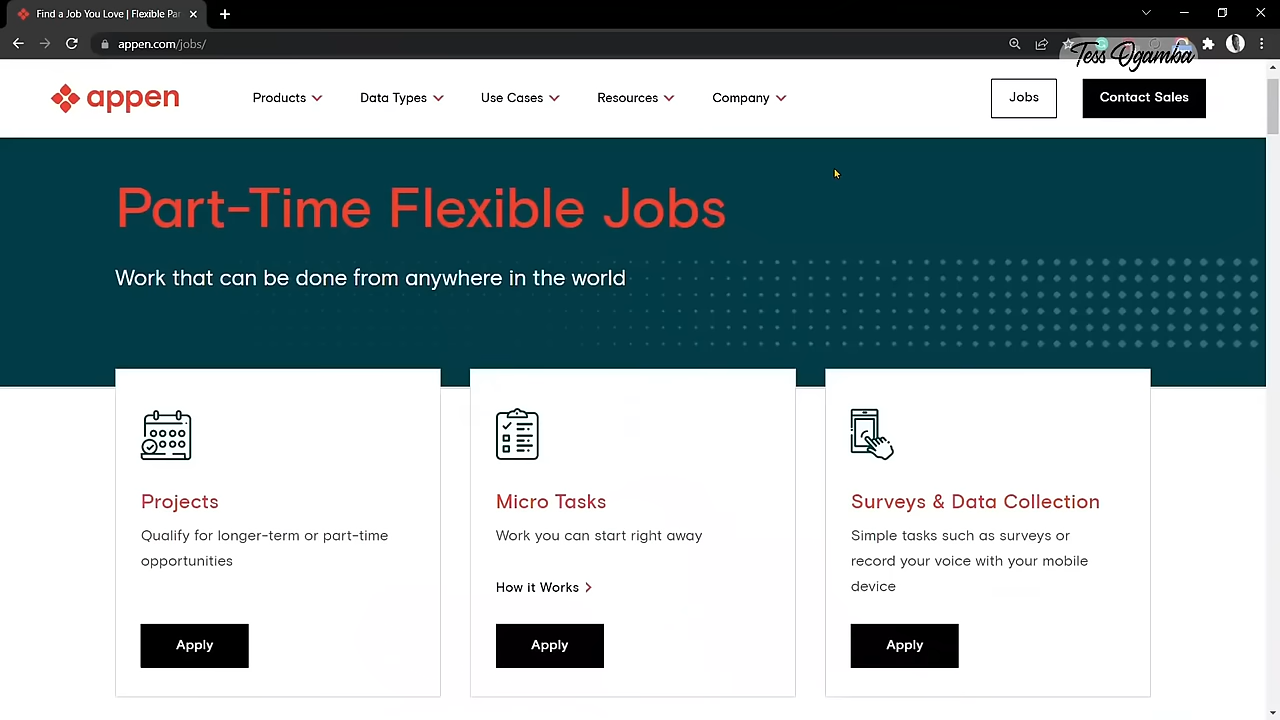 Find a Job You Love | Flexible Par
appen.com/jobs/
Tess Ogamba
appen
Products
Data Types
Use Cases
Resources
Company
Jobs
Contact Sales
Part-Time Flexible Jobs
Work that can be done from anywhere in the world
Projects
Qualify for longer-term or part-time
opportunities
Apply
Micro Tasks
Work you can start right away
How it Works
Apply
Surveys & Data Collection
Simple tasks such as surveys or
record your voice with your mobile
device
Apply